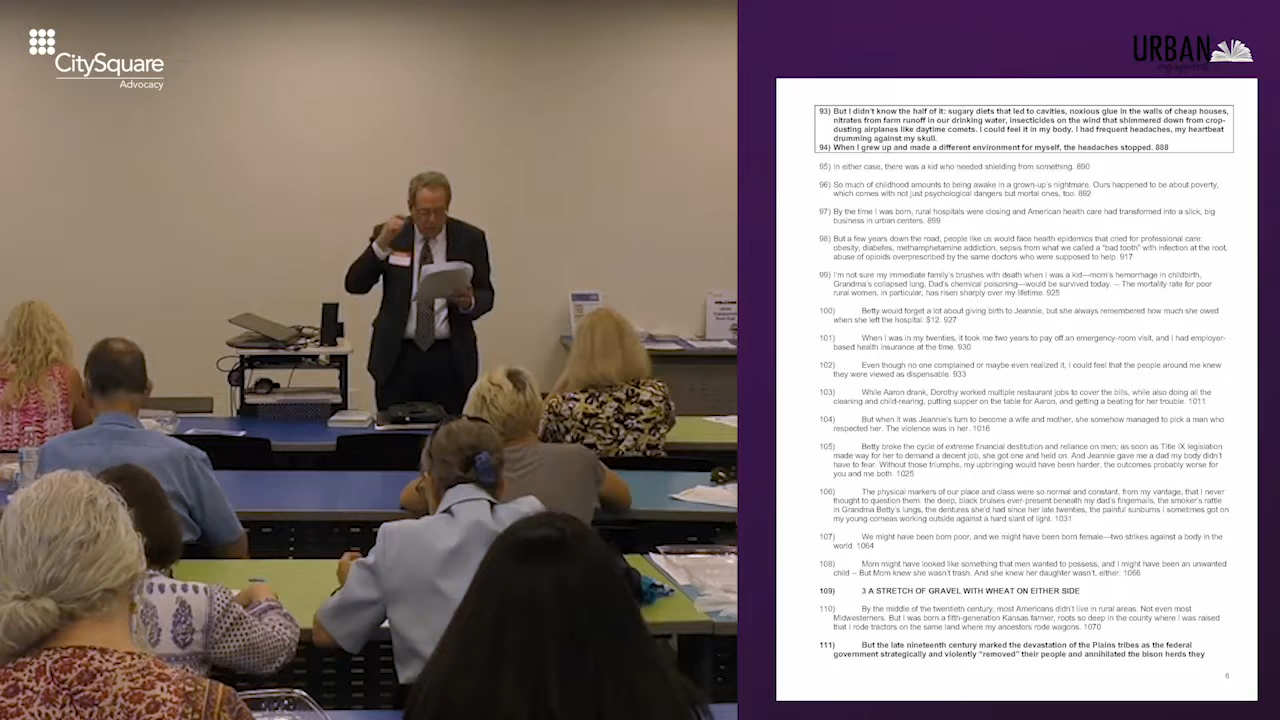 CitySquare
Advocacy
URBAN
engagement
93) But I didn't know the half of it: sugary diets that led to cavities, noxious glue in the walls of cheap houses,
nitrates from farm runoff in our drinking water, insecticides on the wind that shimmered down from crop-
dusting airplanes like daytime comets. I could feel it in my body. I had frequent headaches, my heartbeat
drumming against my skull.
94) When I grew up and made a different environment for myself, the headaches stopped. 888
95) In either case, there was a kid who needed shielding from something. 890
96) So much of childhood amounts to being awake in a grown-up's nightmare. Ours happened to be about poverty,
which comes with not just psychological dangers but mortal ones, too. 892
97) By the time I was born, rural hospitals were closing and American health care had transformed into a slick, big
business in urban centers. 899
98) But a few years down the road, people like us would face health epidemics that cried for professional care:
obesity, diabetes, methamphetamine addiction, sepsis from what we called a "bad tooth" with infection at the root,
abuse of opioids overprescribed by the same doctors who were supposed to help. 917
99) I'm not sure my immediate family's brushes with death when I was a kid—mom's hemorrhage in childbirth,
Grandma's collapsed lung, Dad's chemical poisoning—would be survived today. -- The mortality rate for poor
rural women, in particular, has risen sharply over my lifetime. 925
100) Betty would forget a lot about giving birth to Jeannie, but she always remembered how much she owed
when she left the hospital: $12. 927
101) When I was in my twenties, it took me two years to pay off an emergency-room visit, and I had employer-
based health insurance at the time. 930
102) Even though no one complained or maybe even realized it, I could feel that the people around me knew
they were viewed as dispensable. 933
103) While Aaron drank, Dorothy worked multiple restaurant jobs to cover the bills, while also doing all the
cleaning and child-rearing, putting supper on the table for Aaron, and getting a beating for her trouble. 1011
104) But when it was Jeannie's turn to become a wife and mother, she somehow managed to pick a man who
respected her. The violence was in her. 1016
105) Betty broke the cycle of extreme financial destitution and reliance on men; as soon as Title IX legislation
made way for her to demand a decent job, she got one and held on. And Jeannie gave me a dad my body didn't
have to fear. Without those triumphs, my upbringing would have been harder, the outcomes probably worse for
you and me both. 1025
106) The physical markers of our place and class were so normal and constant, from my vantage, that I never
thought to question them: the deep, black bruises ever-present beneath my dad's fingernails, the smoker's rattle
in Grandma Betty's lungs, the dentures she'd had since her late twenties, the painful sunburns I sometimes got on
my young corneas working outside against a hard slant of light. 1031
107) We might have been born poor, and we might have been born female—two strikes against a body in the
world. 1064
108) Mom might have looked like something that men wanted to possess, and I might have been an unwanted
child -- But Mom knew she wasn't trash. And she knew her daughter wasn't, either. 1066
109) 3 A STRETCH OF GRAVEL WITH WHEAT ON EITHER SIDE
110) By the middle of the twentieth century, most Americans didn't live in rural areas. Not even most
Midwesterners. But I was born a fifth-generation Kansas farmer, roots so deep in the county where I was raised
that I rode tractors on the same land where my ancestors rode wagons. 1070
111) But the late nineteenth century marked the devastation of the Plains tribes as the federal
government strategically and violently "removed" their people and annihilated the bison herds they
6